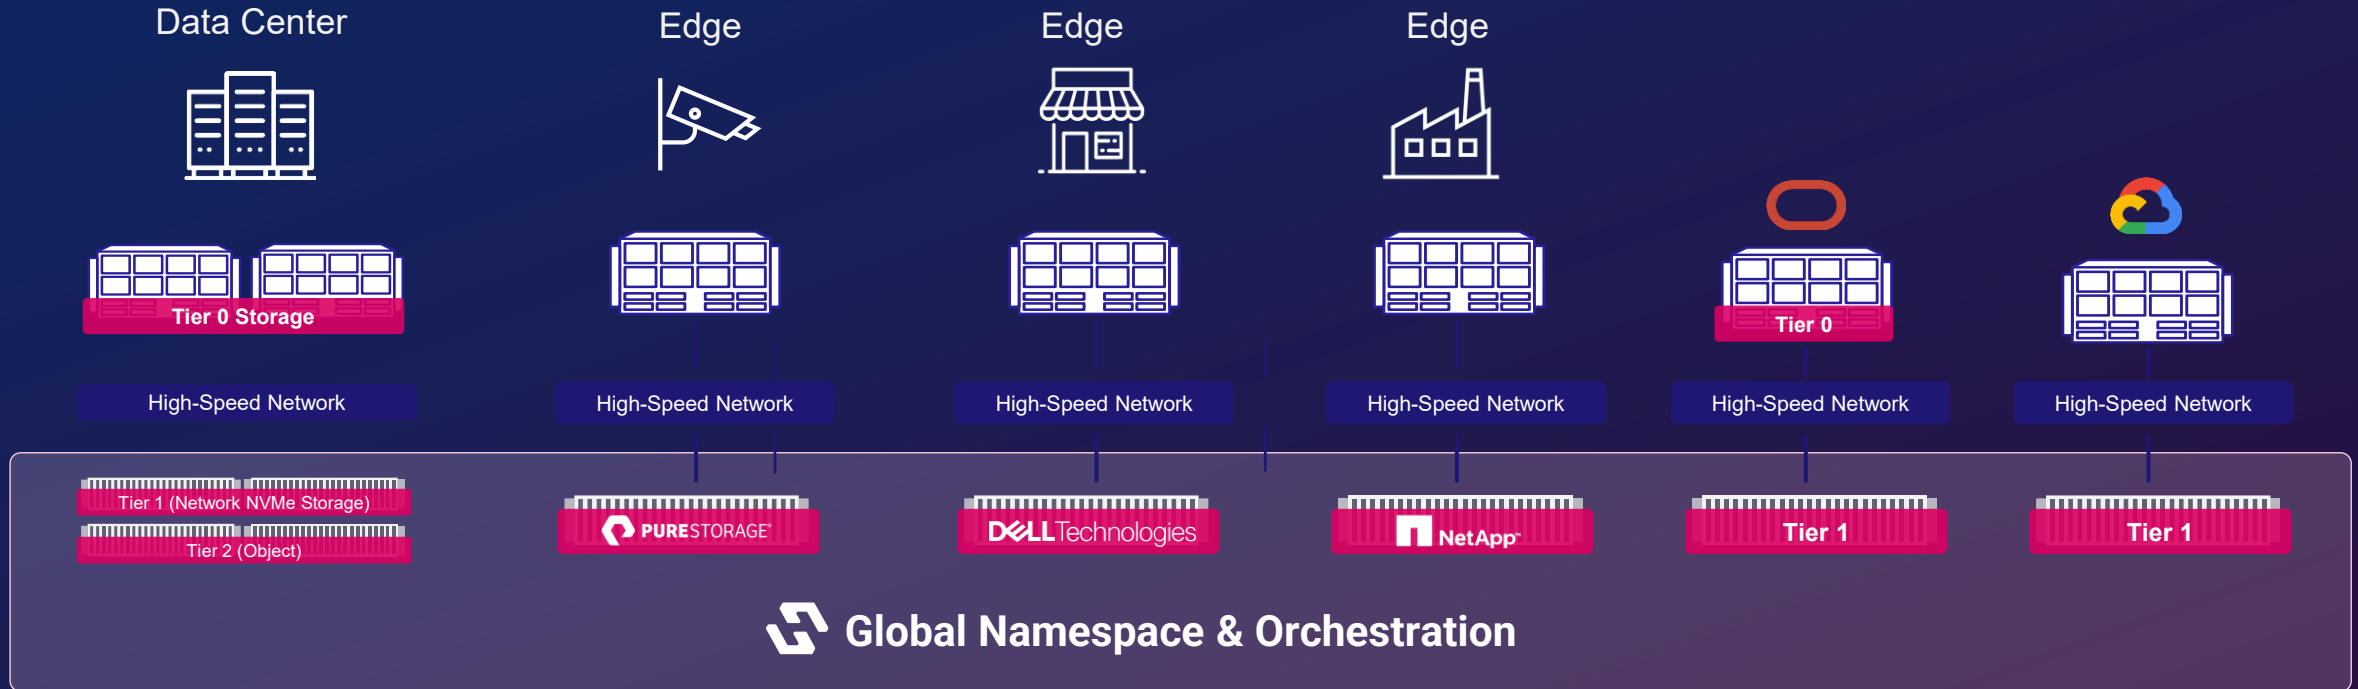 Data Center
Edge
Edge
Edge
Tier 0 Storage
Tier 0
High-Speed Network
High-Speed Network
High-Speed Network
High-Speed Network
High-Speed Network
High-Speed Network
Tier 1 (Network NVMe Storage)
Tier 2 (Object)
PURESTORAGE®
DELLTechnologies
NetApp™
Tier 1
Tier 1
Global Namespace & Orchestration